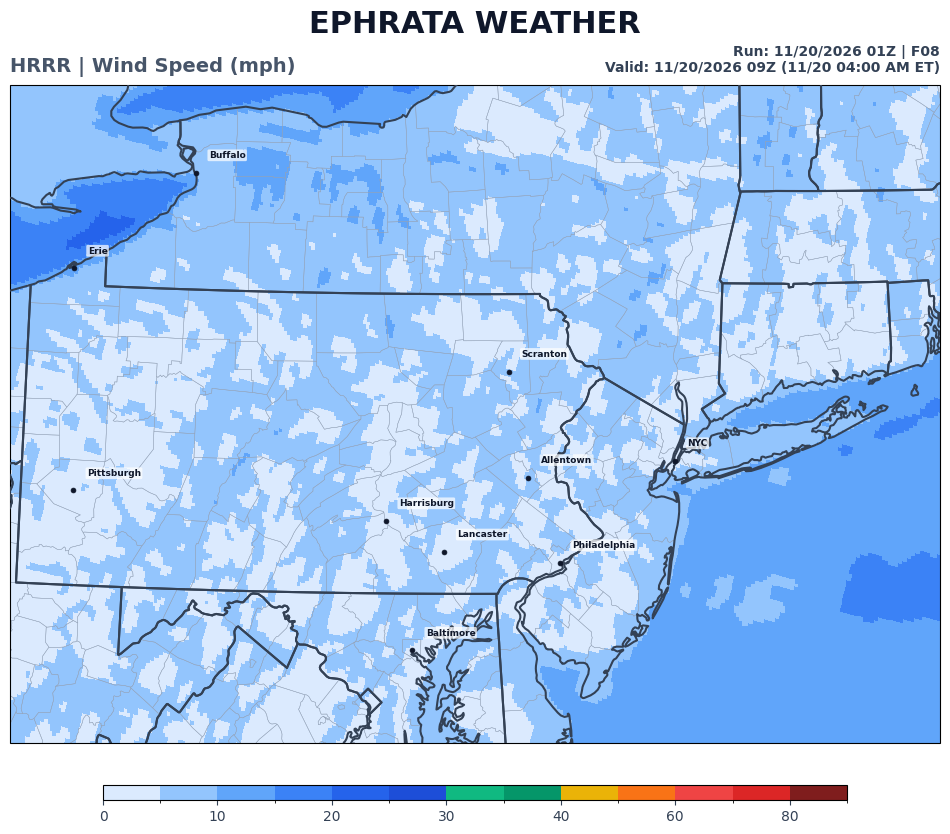 EPHRATA WEATHER
HRRR | Wind Speed (mph)
Run: 11/20/2026 01Z | F08
Valid: 11/20/2026 09Z (11/20 04:00 AM ET)
Buffalo
Erie
Scranton
NYC
Allentown
Pittsburgh
Harrisburg
Lancaster
Philadelphia
Baltimore
0 10 20 30 40 60 80